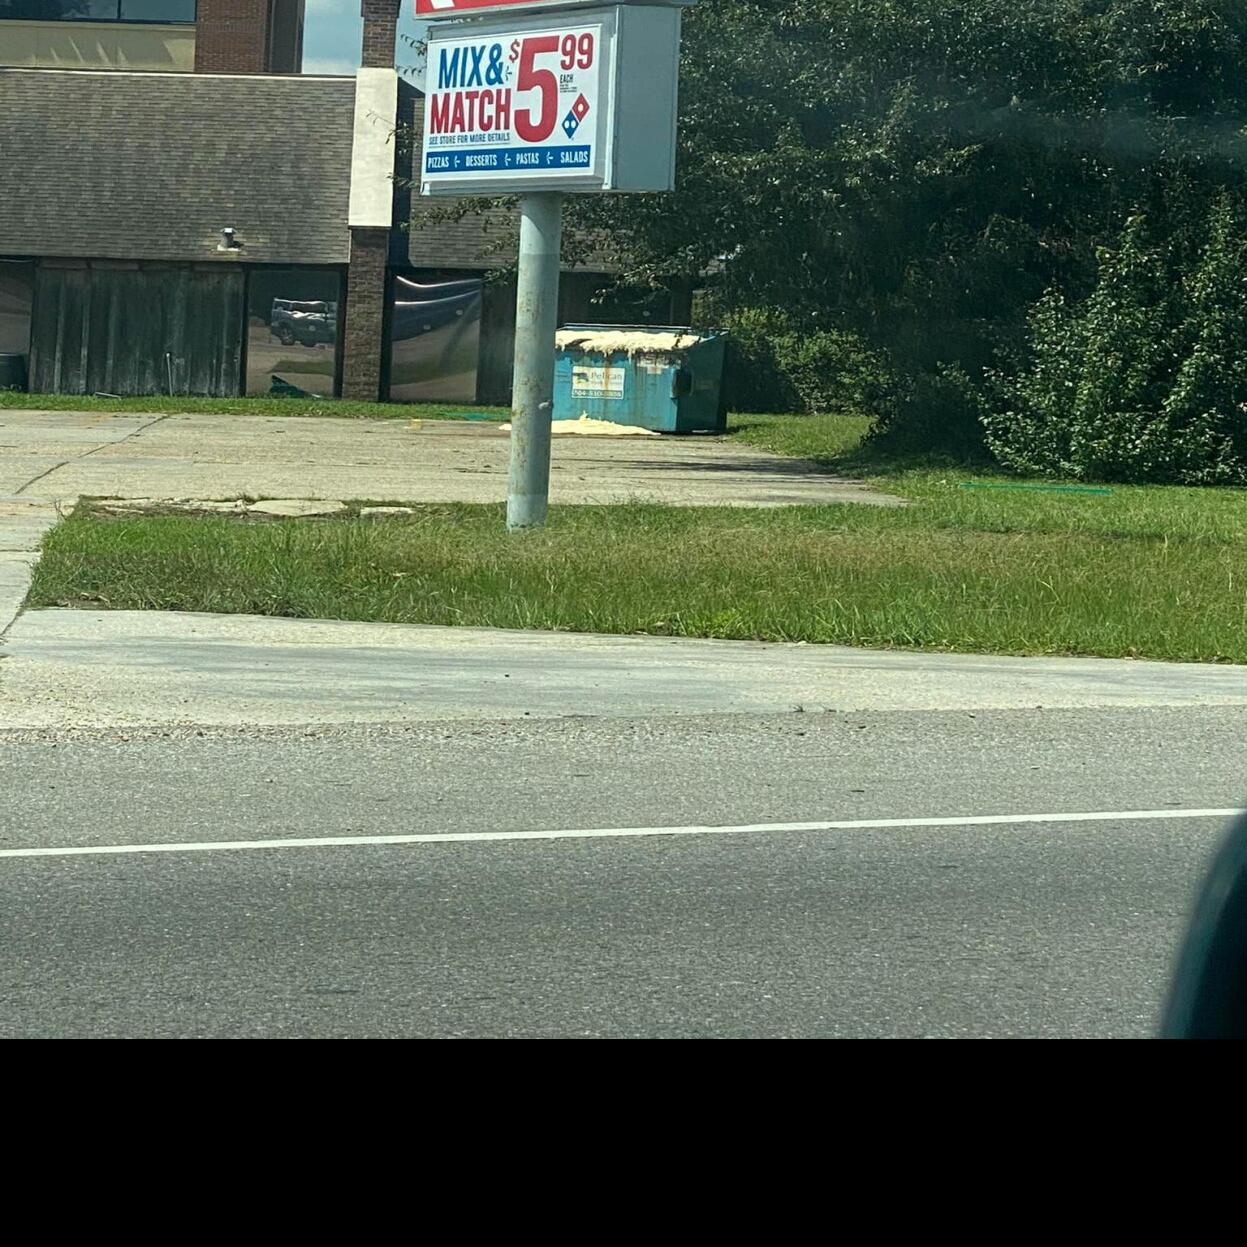 MIX&
MATCH
$5.99
EACH
SEE STORE FOR MORE DETAILS
PIZZAS DESSERTS PASTAS SALADS
Pelican